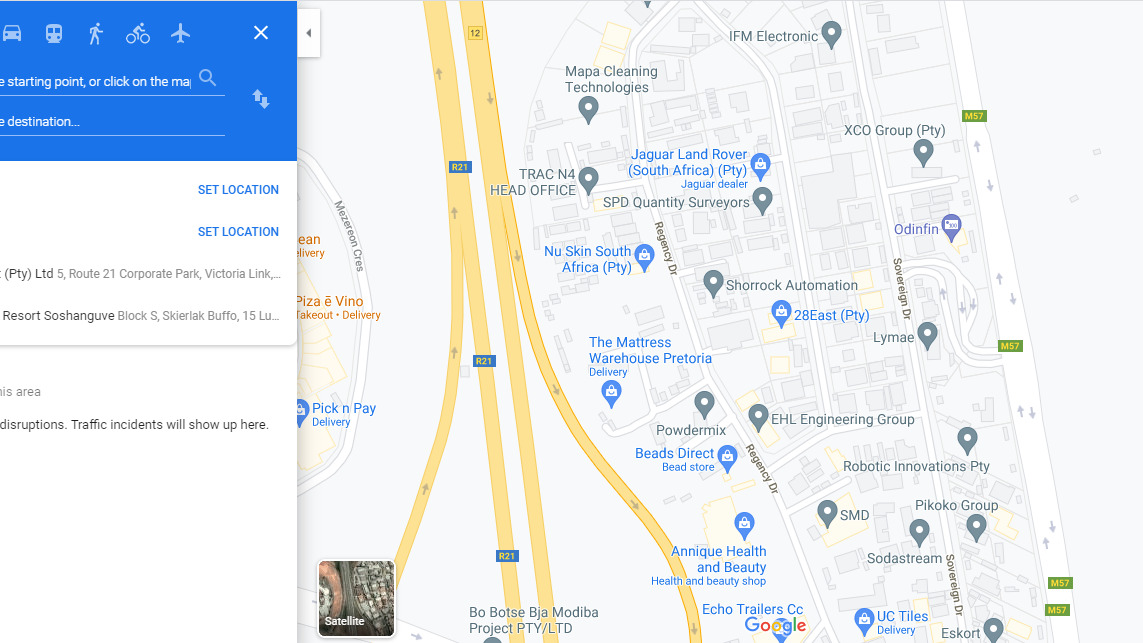 e starting point, or click on the map
e destination...
SET LOCATION
SET LOCATION
t (Pty) Ltd 5, Route 21 Corporate Park, Victoria Link,...
Resort Soshanguve Block S, Skierlak Buffo, 15 Lu...
his area
disruptions. Traffic incidents will show up here.
Satellite
12
R21
R21
R21
Mezereon Cres
ean
elivery
Piza ē Vino
Takeout • Delivery
Pick n Pay
Delivery
IFM Electronic
Mapa Cleaning
Technologies
M57
XCO Group (Pty)
Jaguar Land Rover
(South Africa) (Pty)
Jaguar dealer
TRAC N4
HEAD OFFICE
SPD Quantity Surveyors
Odinfin
Regency Dr
Nu Skin South
Africa (Pty)
Sovereign Dr
Shorrock Automation
28East (Pty)
Lymae
M57
The Mattress
Warehouse Pretoria
Delivery
Powdermix
EHL Engineering Group
Beads Direct
Bead store
Regency Dr
Robotic Innovations Pty
SMD
Pikoko Group
Annique Health
and Beauty
Health and beauty shop
Sodastream
Sovereign Dr
M57
M57
Bo Botse Bja Modiba
Project PTY/LTD
Echo Trailers Cc
Google
UC Tiles
Delivery
Eskort